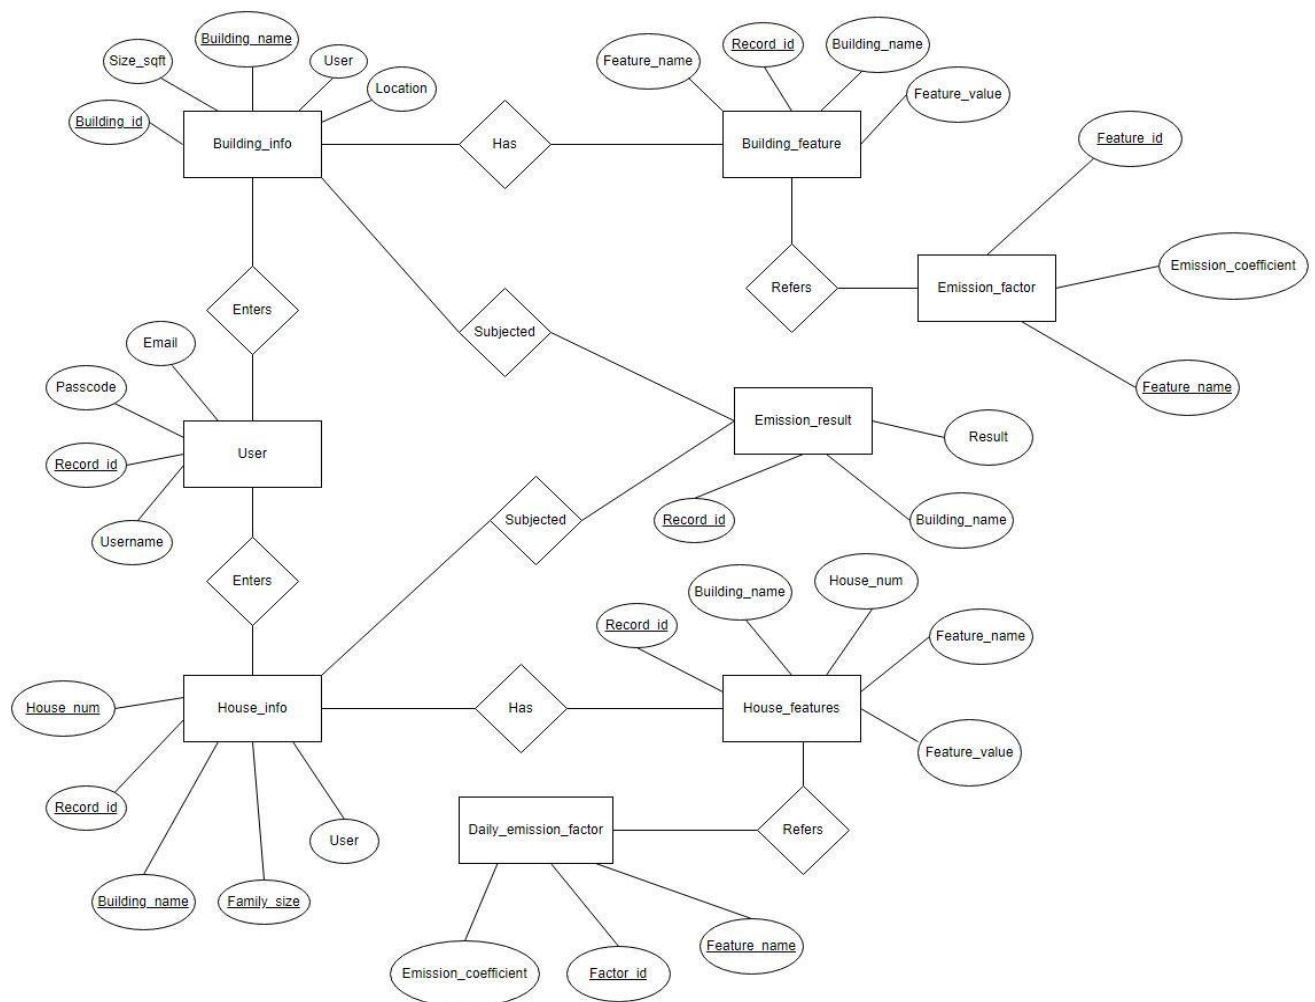 Building_name
Size_sqft
User
Location
Building_id
Building_info
Has
Feature_name
Record_id
Building_name
Feature_value
Building_feature
Feature_id
Emission_coefficient
Feature_name
Emission_factor
Refers
Enters
Subjected
Email
Passcode
Record_id
Username
User
Emission_result
Result
Record_id
Building_name
Subjected
Enters
House_num
Record_id
Building_name
Family_size
User
House_info
Has
Record_id
Building_name
House_num
Feature_name
Feature_value
House_features
Refers
Daily_emission_factor
Emission_coefficient
Factor_id
Feature_name